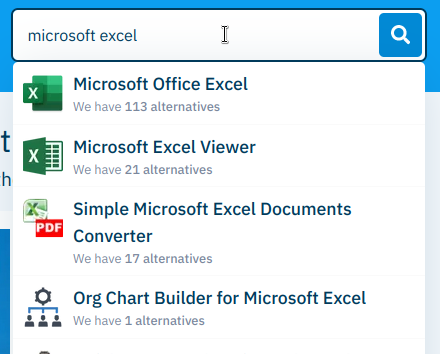 microsoft excel
Microsoft Office Excel
We have 113 alternatives
Microsoft Excel Viewer
We have 21 alternatives
Simple Microsoft Excel Documents
Converter
We have 17 alternatives
PDF
Org Chart Builder for Microsoft Excel
We have 1 alternatives